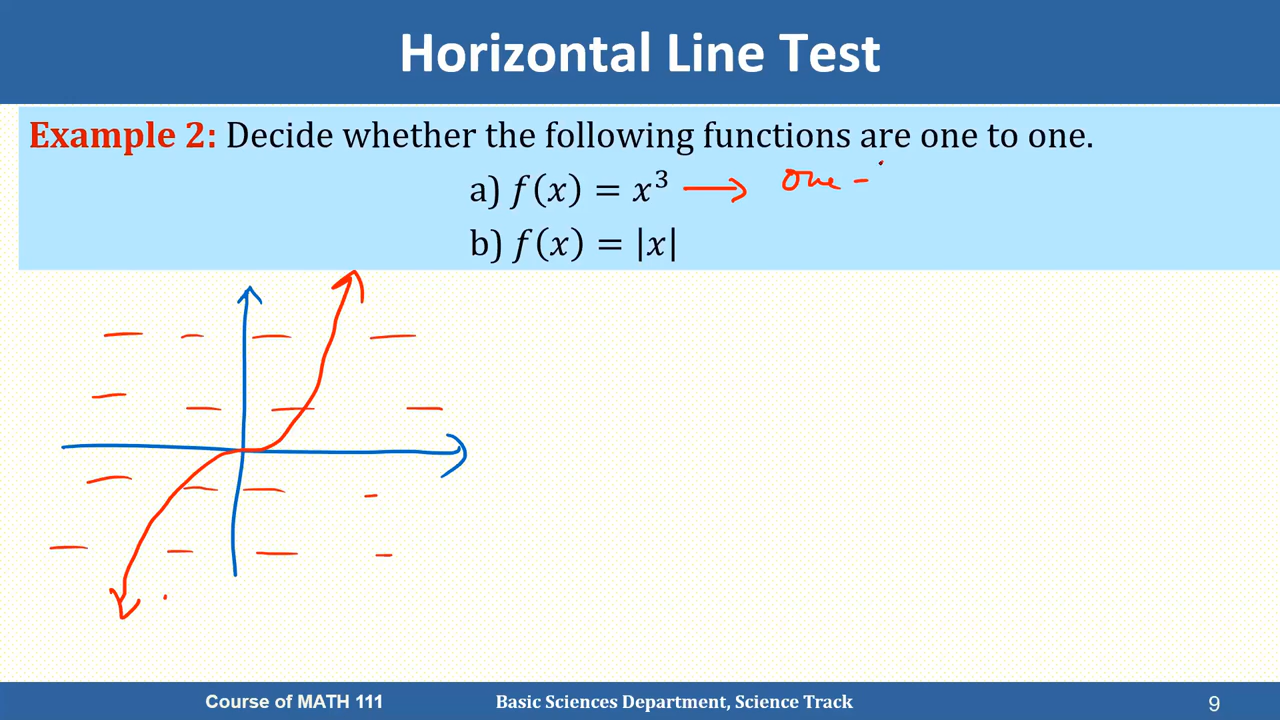 Horizontal Line Test
Example 2: Decide whether the following functions are one to one.
a) f(x) = x³ → one -
b) f(x) = |x|
Course of MATH 111 Basic Sciences Department, Science Track 9